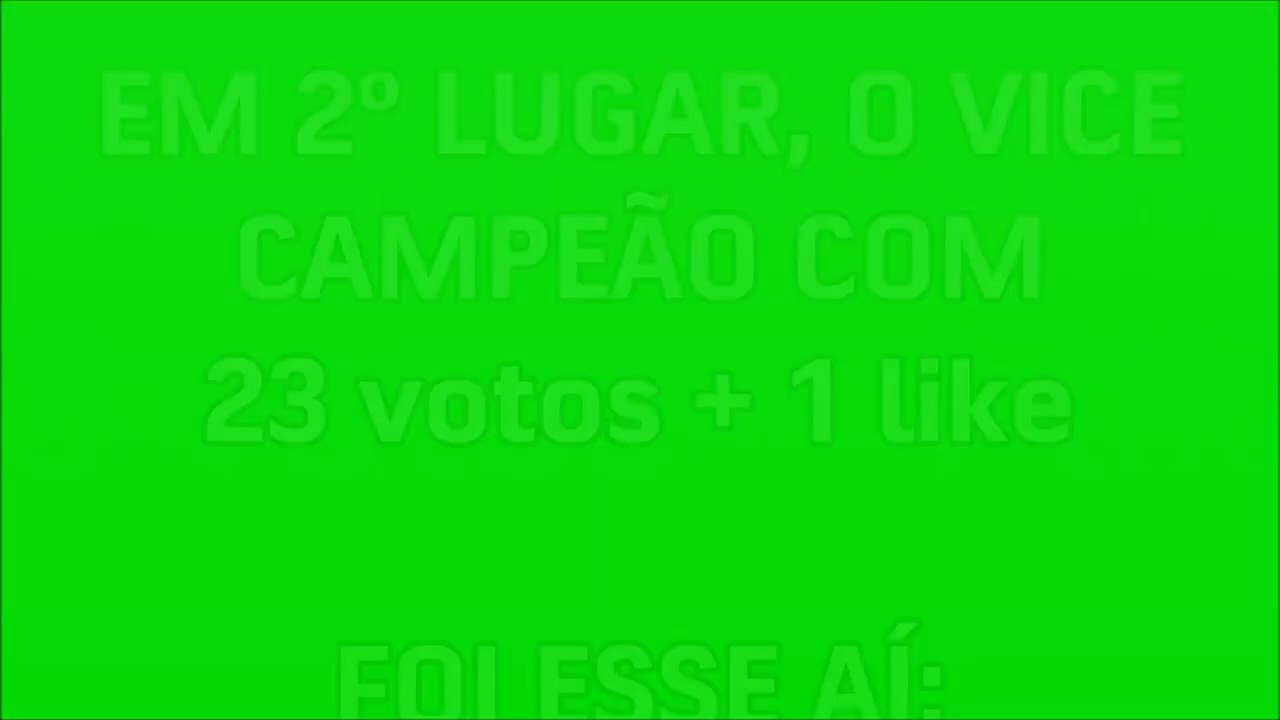 EM 2º LUGAR, O VICE
CAMPEÃO COM
23 votos + 1 like
FOI ESSE AÍ: